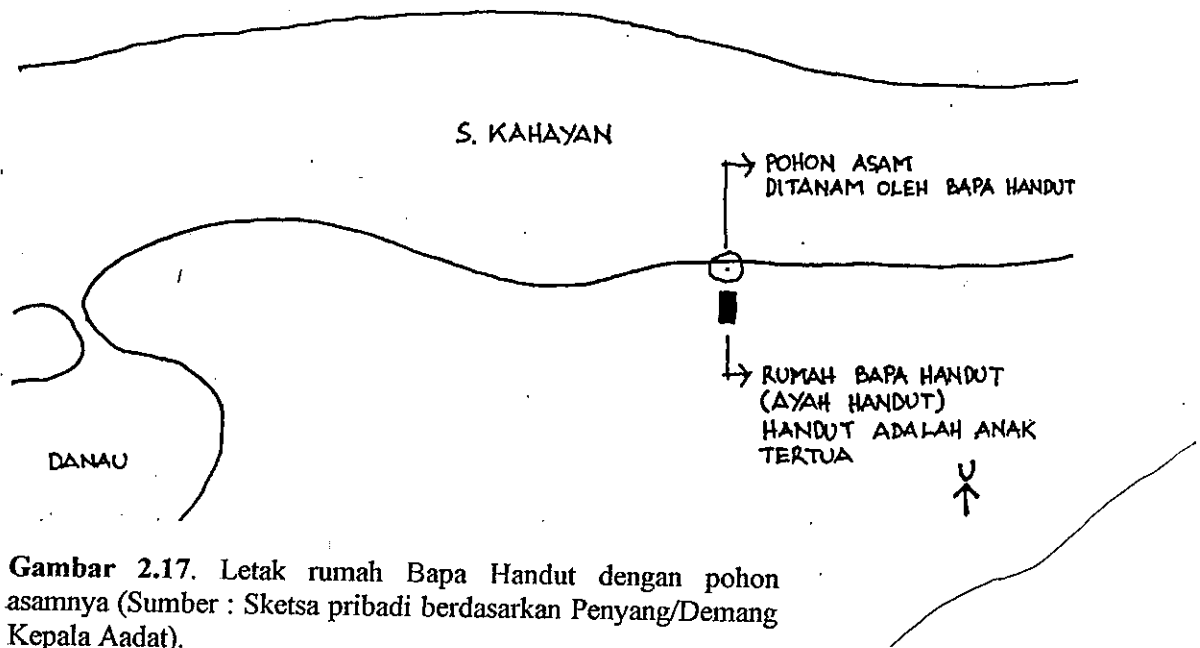 S. KAHAYAN
POHON ASAM
DITANAM OLEH BAPA HANDUT
RUMAH BAPA HANDUT
(AYAH HANDUT)
HANDUT ADALAH ANAK
TERTUA
DANAU
U
Gambar 2.17. Letak rumah Bapa Handut dengan pohon
asamnya (Sumber : Sketsa pribadi berdasarkan Penyang/Demang
Kepala Aadat).